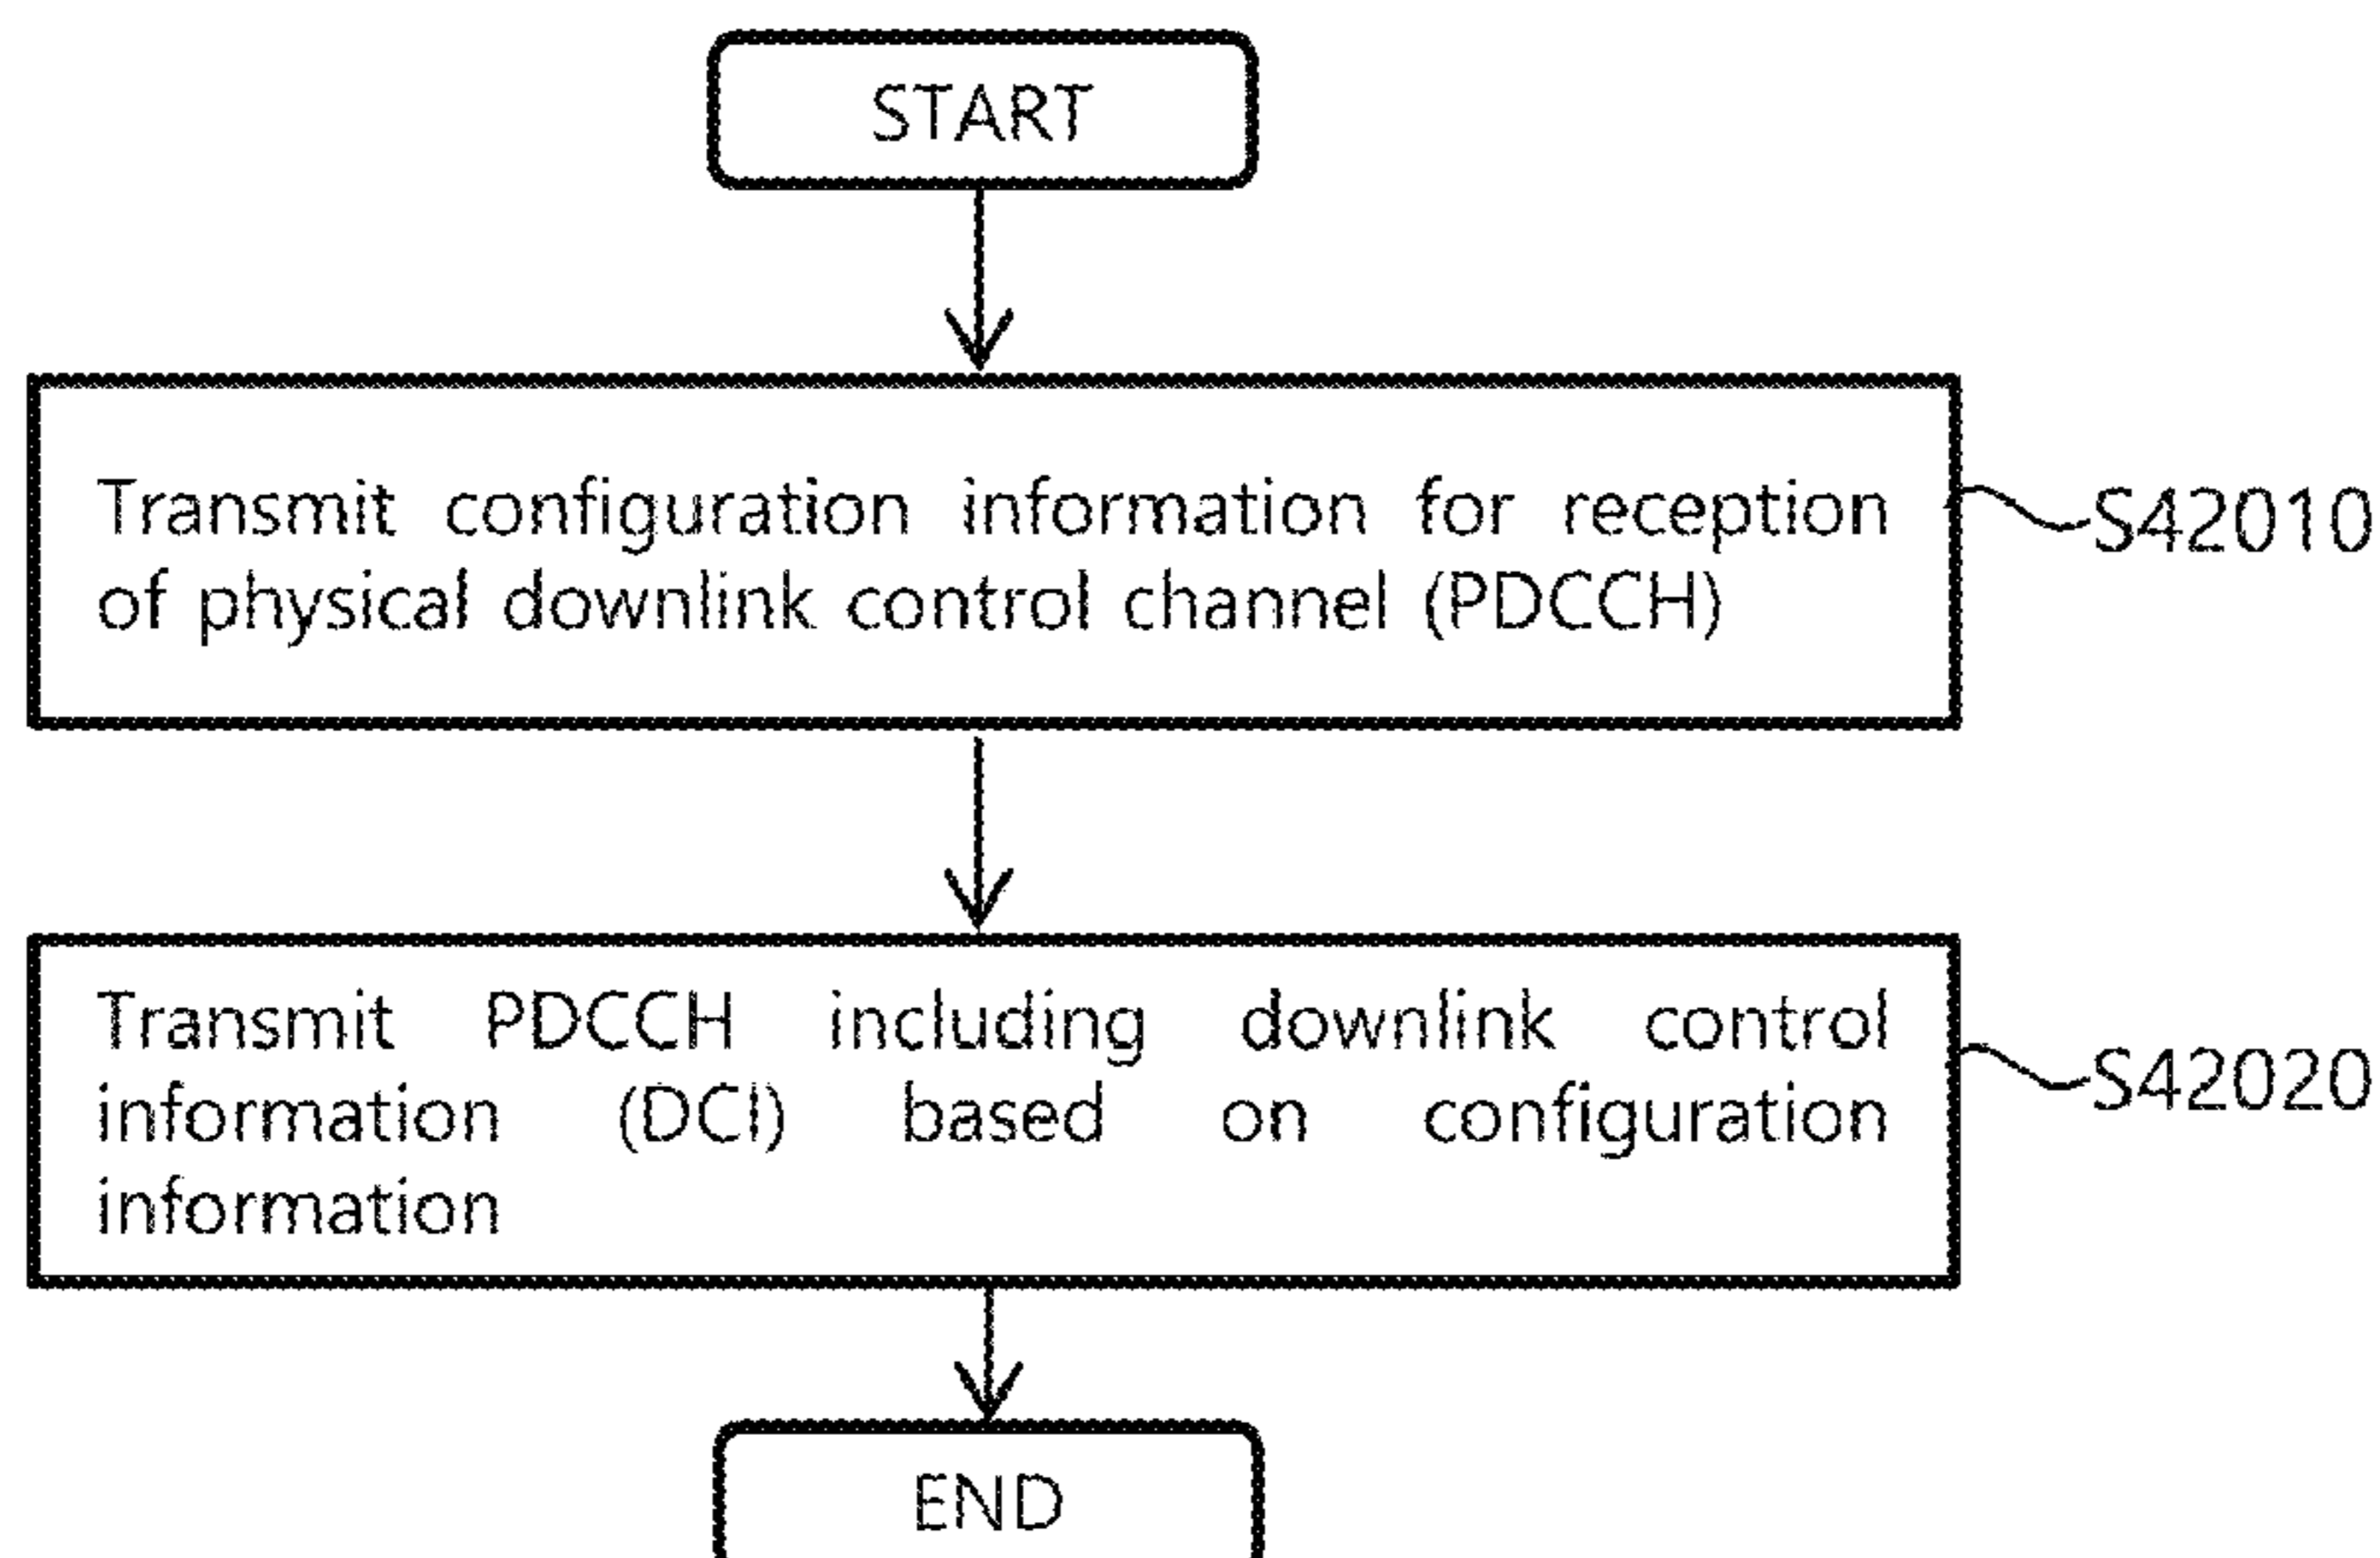 START
Transmit configuration information for reception
of physical downlink control channel (PDCCH)
S42010
Transmit PDCCH including downlink control
information (DCI) based on configuration
information
S42020
END